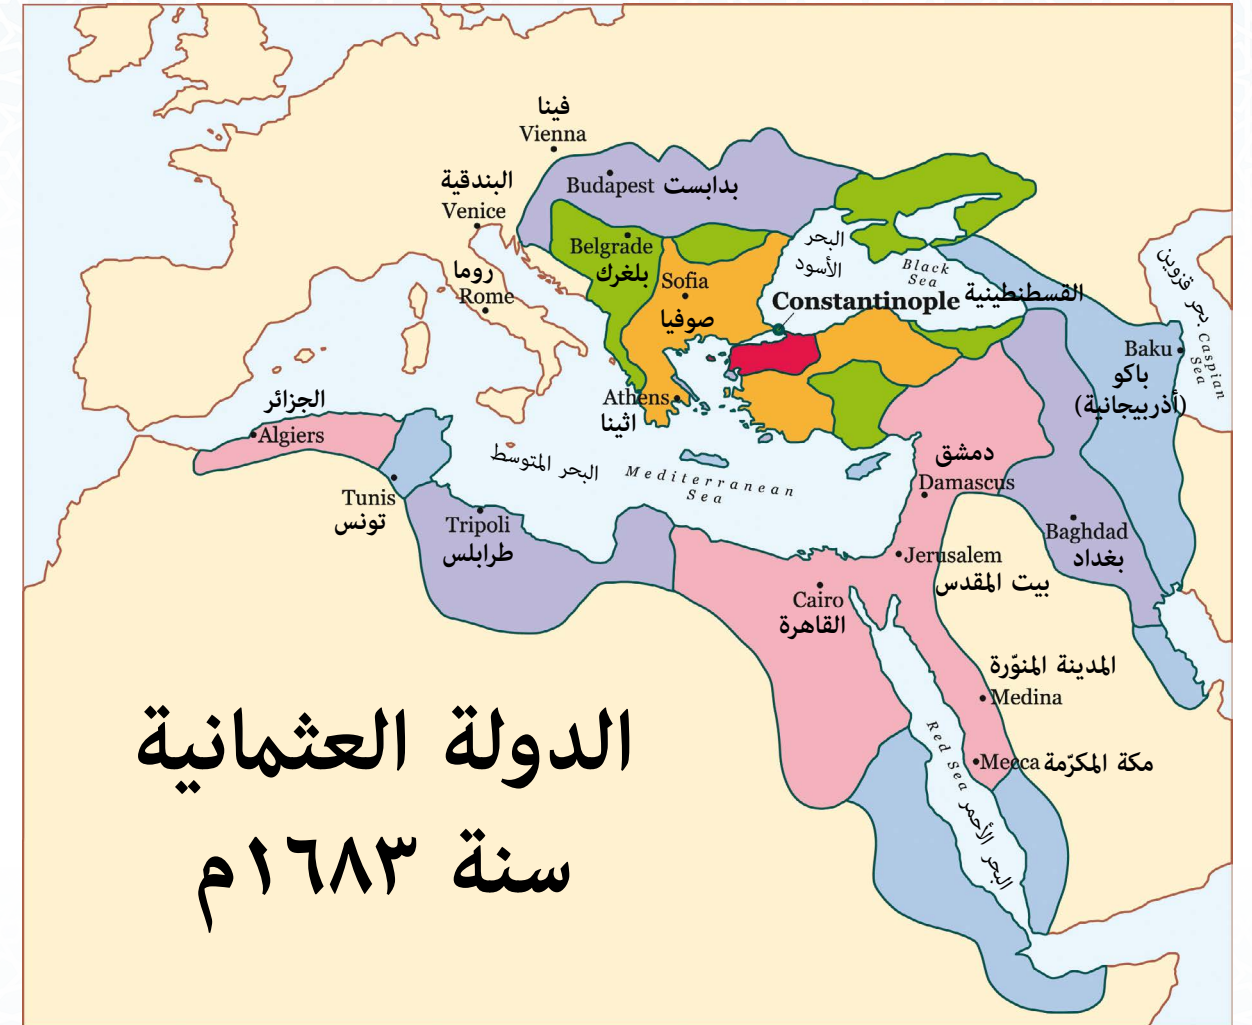 فينا
Vienna
البندقية
Venice
Budapest بدابست
روما
Rome
Belgrade
بلغرك
Sofia
صوفيا
البحر
الأسود
Black
Sea
Constantinople القسطنطينية
بحر قزوين
Caspian
Sea
Baku
باكو
(أذربيجانية)
Athens
اثينا
الجزائر
Algiers
Tunis
تونس
البحر المتوسط
Mediterranean
Sea
Tripoli
طرابلس
دمشق
Damascus
Baghdad
بغداد
Jerusalem
بيت المقدس
Cairo
القاهرة
المدينة المنوّرة
Medina
Mecca مكة المكرّمة
Red Sea
البحر الأحمر
الدولة العثمانية
سنة ١٦٨٣م